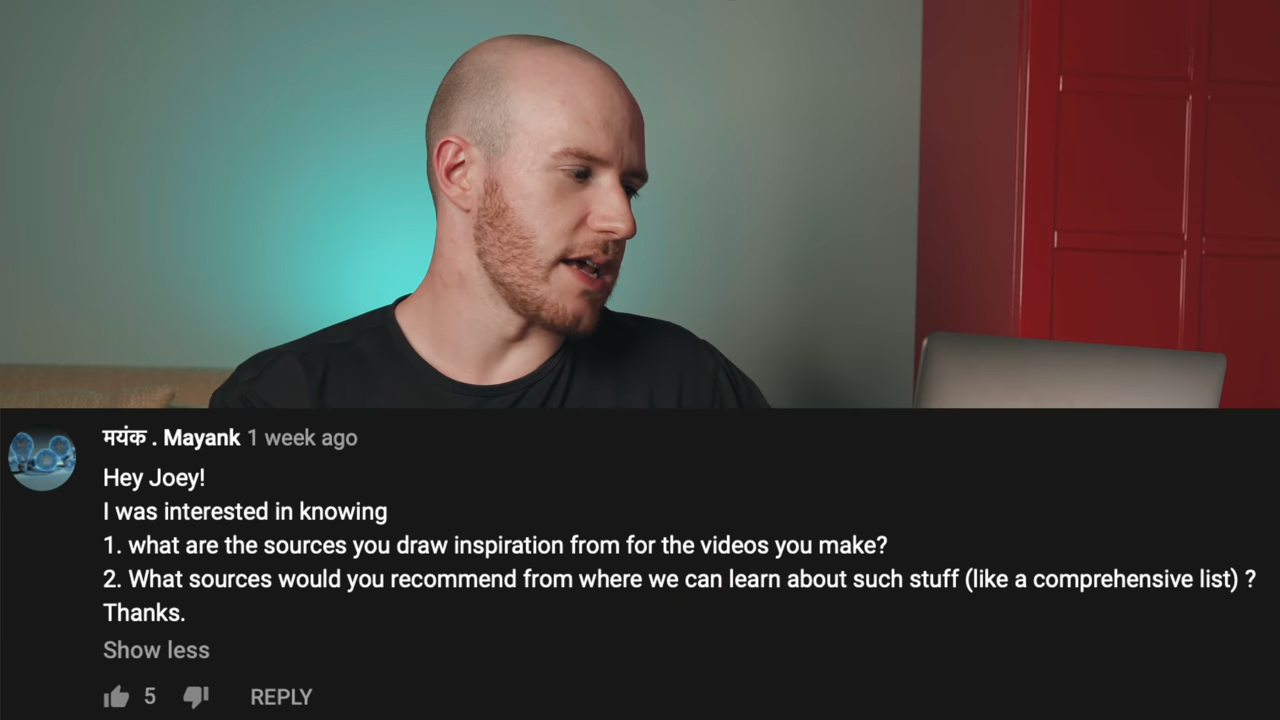 मयंक . Mayank 1 week ago
Hey Joey!
I was interested in knowing
1. what are the sources you draw inspiration from for the videos you make?
2. What sources would you recommend from where we can learn about such stuff (like a comprehensive list) ?
Thanks.
Show less
5 REPLY